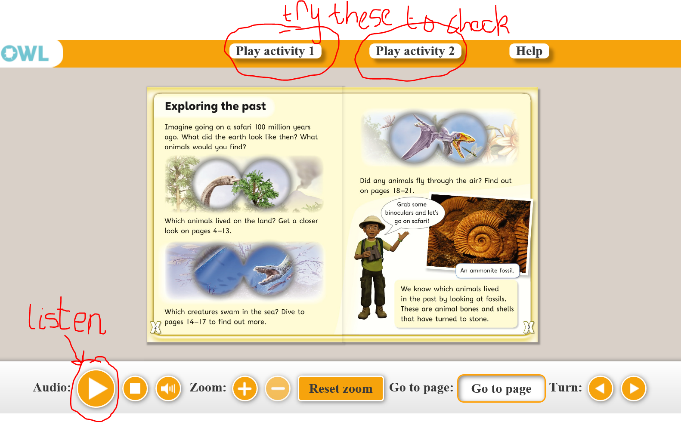 try these to check
OWL
Play activity 1
Play activity 2
Help
Exploring the past
Imagine going on a safari 100 million years
ago. What did the earth look like then? What
animals would you find?
Which animals lived on the land? Get a closer
look on pages 4–13.
Which creatures swam in the sea? Dive to
pages 14–17 to find out more.
Did any animals fly through the air? Find out
on pages 18–21.
Grab some
binoculars and let's
go on safari!
An ammonite fossil.
We know which animals lived
in the past by looking at fossils.
These are animal bones and shells
that have turned to stone.
listen
Audio:
Zoom:
Reset zoom
Go to page:
Go to page
Turn: